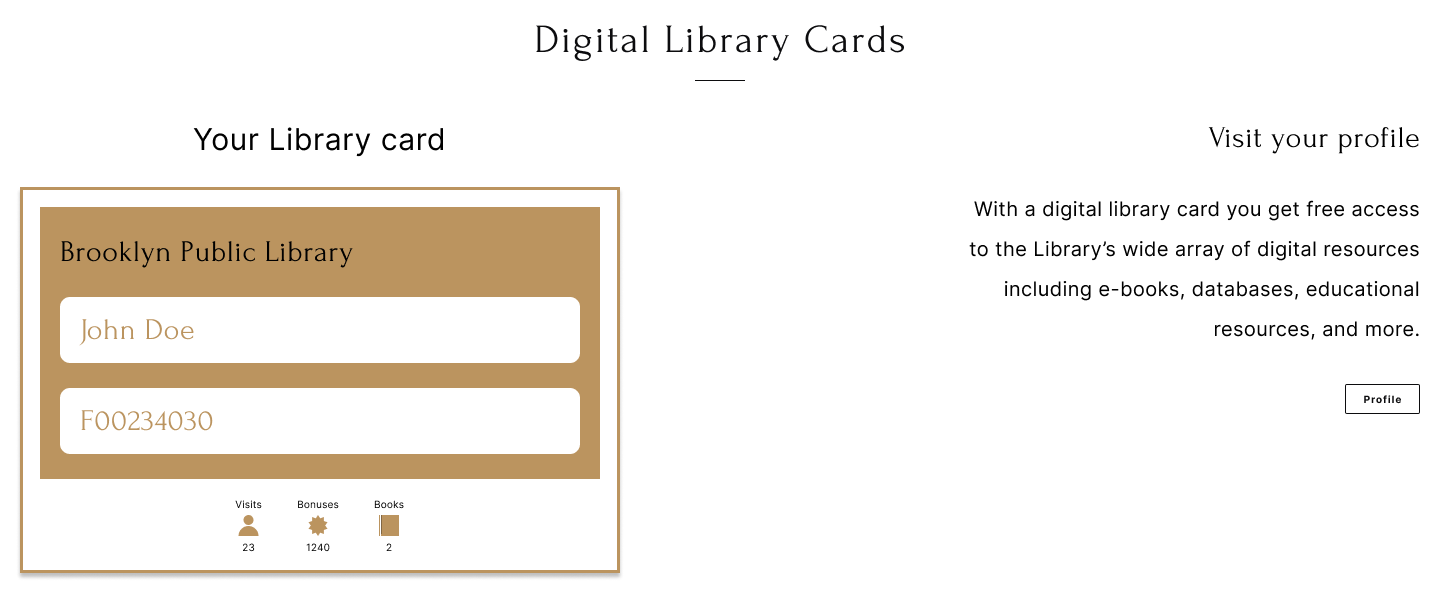 Digital Library Cards
Your Library card
Brooklyn Public Library
John Doe
F00234030
Visits Bonuses Books
23 1240 2
Visit your profile
With a digital library card you get free access
to the Library’s wide array of digital resources
including e-books, databases, educational
resources, and more.
Profile